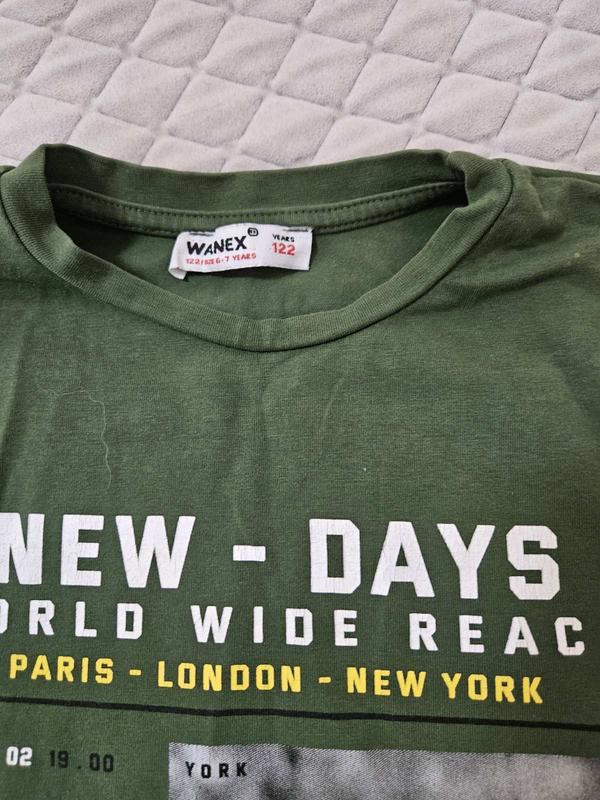 WANEX
122/SIZE 6-7 YEARS
YEARS
122
NEW - DAYS
ORLD WIDE REAC
PARIS - LONDON - NEW YORK
02 19.00
YORK